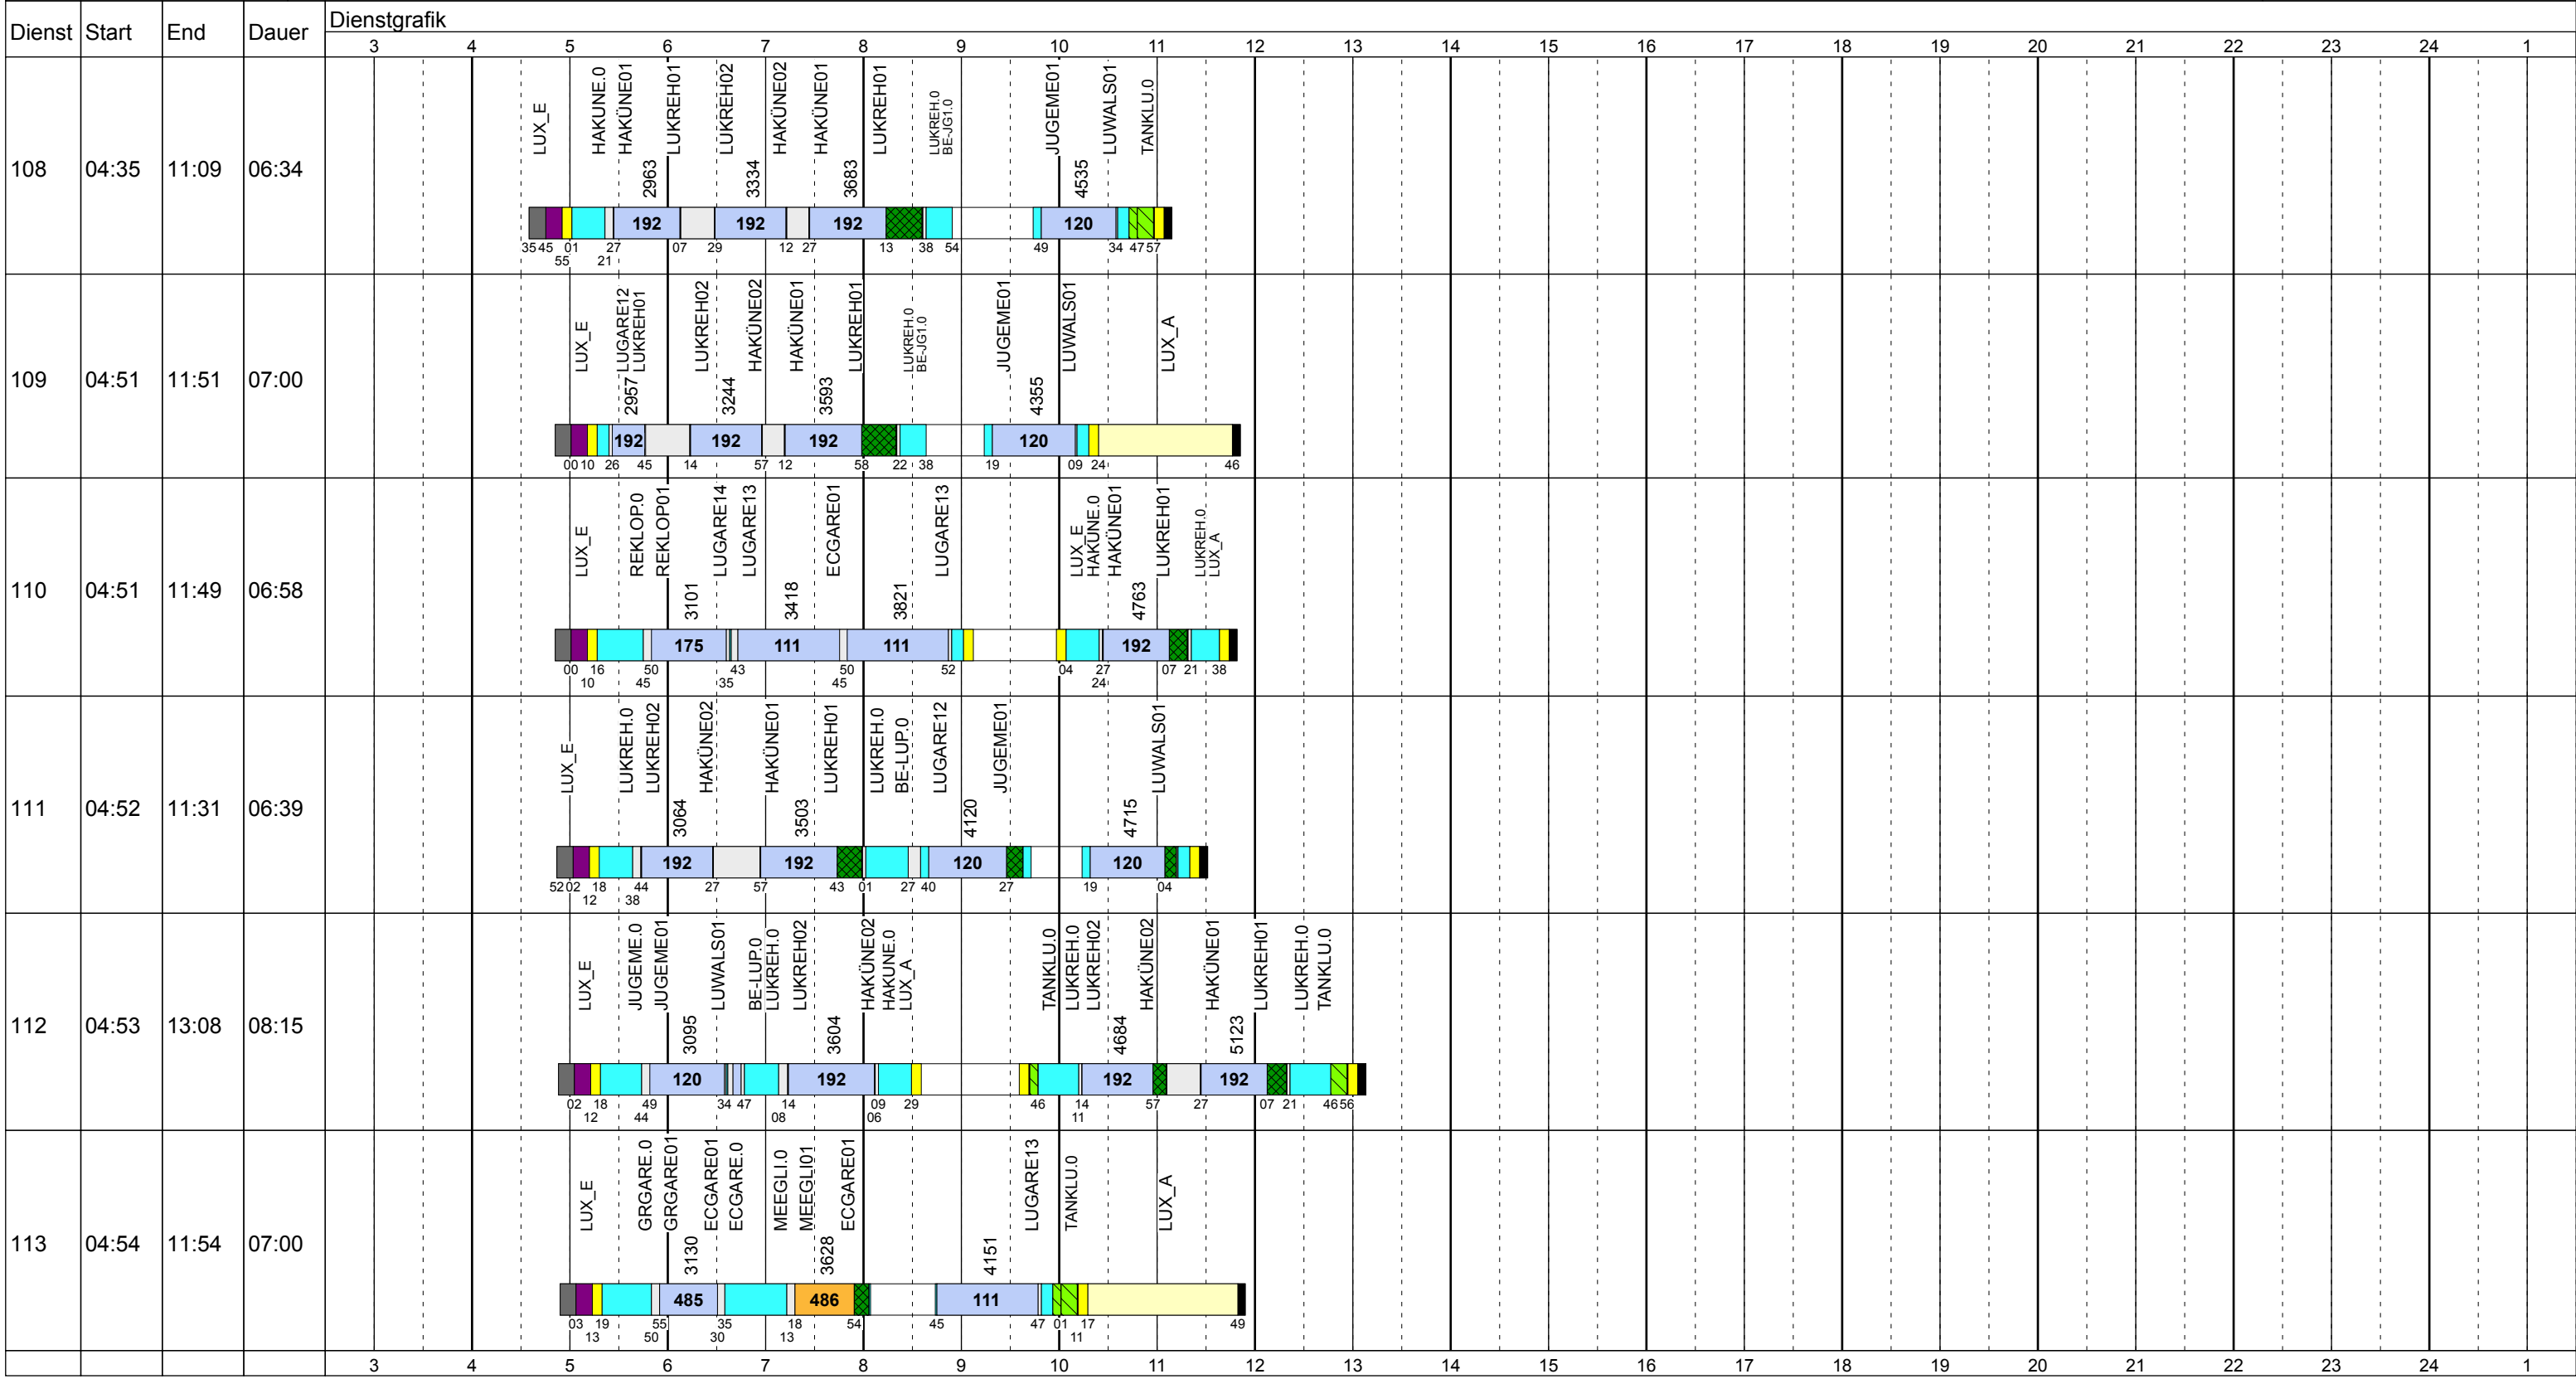 Dienst Start End Dauer Dienstgrafik
3 4 5 6 7 8 9 10 11 12 13 14 15 16 17 18 19 20 21 22 23 24 1
108 04:35 11:09 06:34
LUX_E HAKÜNE.0 HAKÜNE01 LUKREH01 LUKREH02 HAKÜNE02 HAKÜNE01 LUKREH01 LUKREH.0 BE-JG1.0 JUGEME01 LUWALS01 TANKLU.0
2963 3334 3683 4535
192 192 192 120
35 45 01 27 07 29 12 27 13 38 54 49 34 47 57
55 21
109 04:51 11:51 07:00
LUX_E LUGARE12 LUKREH01 LUKREH02 HAKÜNE02 HAKÜNE01 LUKREH01 LUKREH.0 BE-JG1.0 JUGEME01 LUWALS01 LUX_A
2957 3244 3593 4355
192 192 192 120
00 10 26 45 14 57 12 58 22 38 19 09 24 46
110 04:51 11:49 06:58
LUX_E REKLOP.0 REKLOP01 LUGARE14 LUGARE13 ECGARE01 LUGARE13 LUX_E HAKÜNE.0 HAKÜNE01 LUKREH01 LUKREH.0 LUX_A
3101 3418 3821 4763
175 111 111 192
00 16 50 43 50 52 04 27 07 21 38
10 45 35 45 24
111 04:52 11:31 06:39
LUX_E LUKREH.0 LUKREH02 HAKÜNE02 HAKÜNE01 LUKREH01 LUKREH.0 BE-LUP.0 LUGARE12 JUGEME01 LUWALS01
3064 3503 4120 4715
192 192 120 120
52 02 18 44 27 57 43 01 27 40 27 19 04
12 38
112 04:53 13:08 08:15
LUX_E JUGEME.0 JUGEME01 LUWALS01 BE-LUP.0 LUKREH.0 LUKREH02 HAKÜNE02 HAKÜNE.0 LUX_A TANKLU.0 LUKREH.0 LUKREH02 HAKÜNE02 HAKÜNE01 LUKREH01 LUKREH.0 TANKLU.0
3095 3604 4684 5123
120 192 192 192
02 18 49 34 47 14 09 29 46 14 57 27 07 21 46 56
12 44 08 06 11
113 04:54 11:54 07:00
LUX_E GRGARE.0 GRGARE01 ECGARE01 ECGARE.0 MEEGLI.0 MEEGLI01 ECGARE01 LUGARE13 TANKLU.0 LUX_A
3130 3628 4151
485 486 111
03 19 55 35 18 54 45 47 01 17 49
13 50 30 13 11
3 4 5 6 7 8 9 10 11 12 13 14 15 16 17 18 19 20 21 22 23 24 1